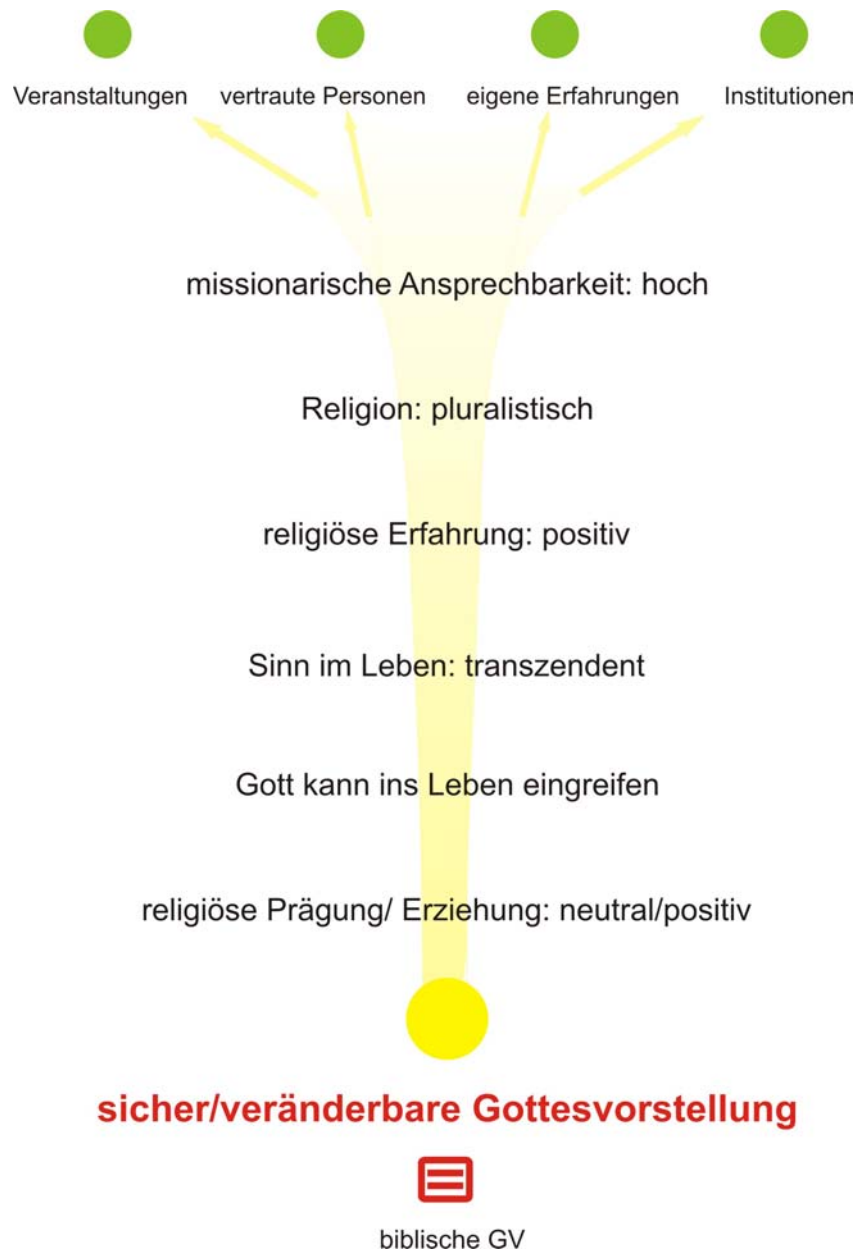 Veranstaltungen vertraute Personen eigene Erfahrungen Institutionen
missionarische Ansprechbarkeit: hoch
Religion: pluralistisch
religiöse Erfahrung: positiv
Sinn im Leben: transzendent
Gott kann ins Leben eingreifen
religiöse Prägung/ Erziehung: neutral/positiv
sicher/veränderbare Gottesvorstellung
biblische GV